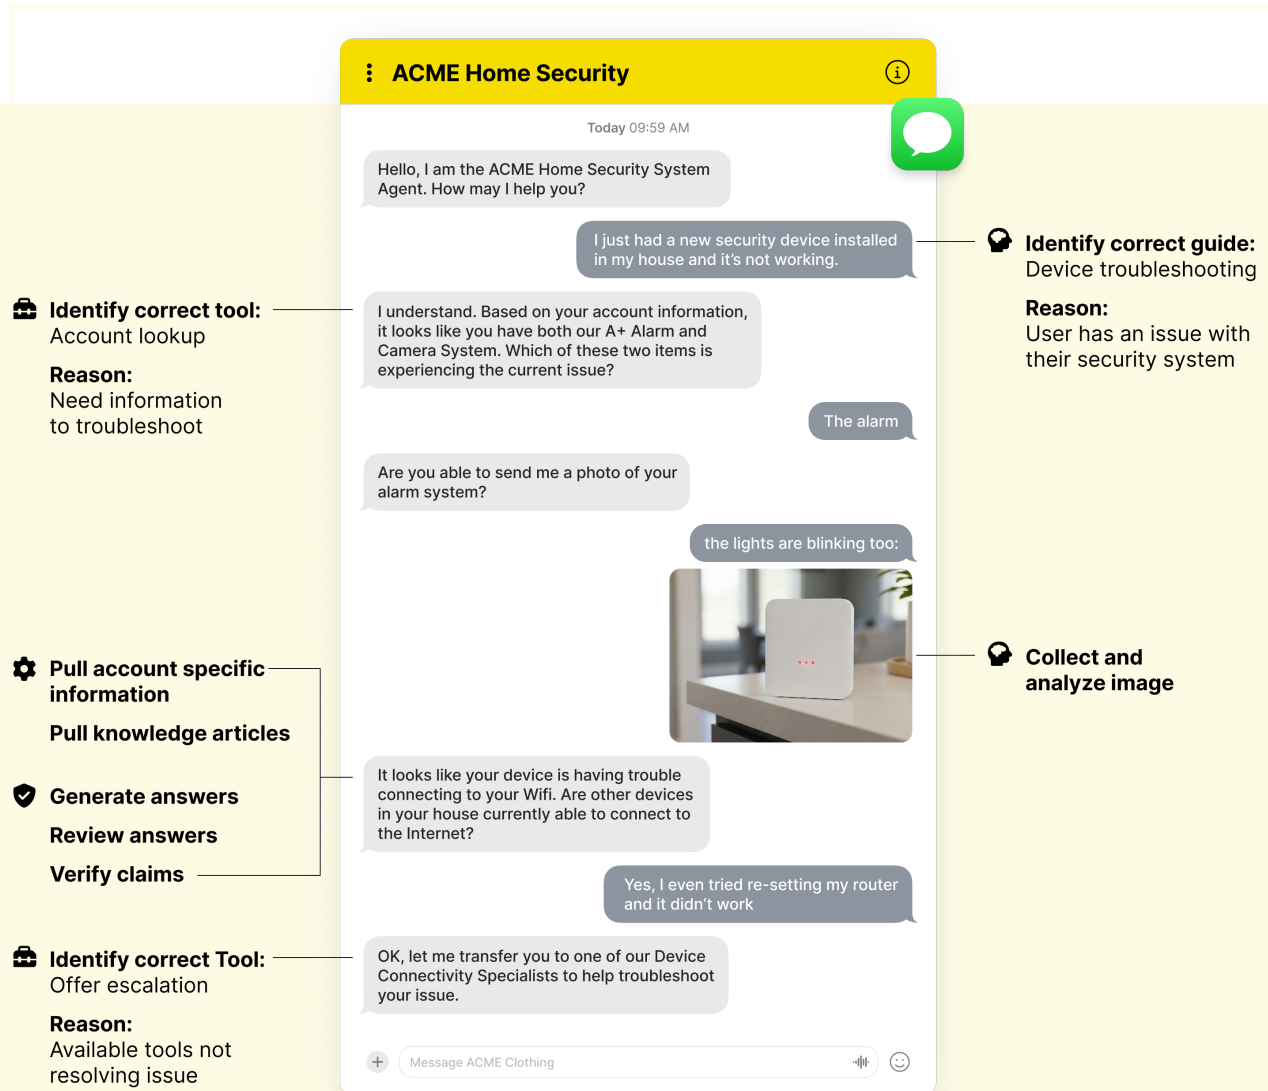 ACME Home Security
Today 09:59 AM
Hello, I am the ACME Home Security System
Agent. How may I help you?
I just had a new security device installed
in my house and it's not working.
Identify correct guide:
Device troubleshooting
Reason:
User has an issue with
their security system
Identify correct tool:
Account lookup
Reason:
Need information
to troubleshoot
I understand. Based on your account information,
it looks like you have both our A+ Alarm and
Camera System. Which of these two items is
experiencing the current issue?
The alarm
Are you able to send me a photo of your
alarm system?
the lights are blinking too:
Collect and
analyze image
Pull account specific
information
Pull knowledge articles
Generate answers
Review answers
Verify claims
It looks like your device is having trouble
connecting to your Wifi. Are other devices
in your house currently able to connect to
the Internet?
Yes, I even tried re-setting my router
and it didn't work
Identify correct Tool:
Offer escalation
Reason:
Available tools not
resolving issue
OK, let me transfer you to one of our Device
Connectivity Specialists to help troubleshoot
your issue.
Message ACME Clothing